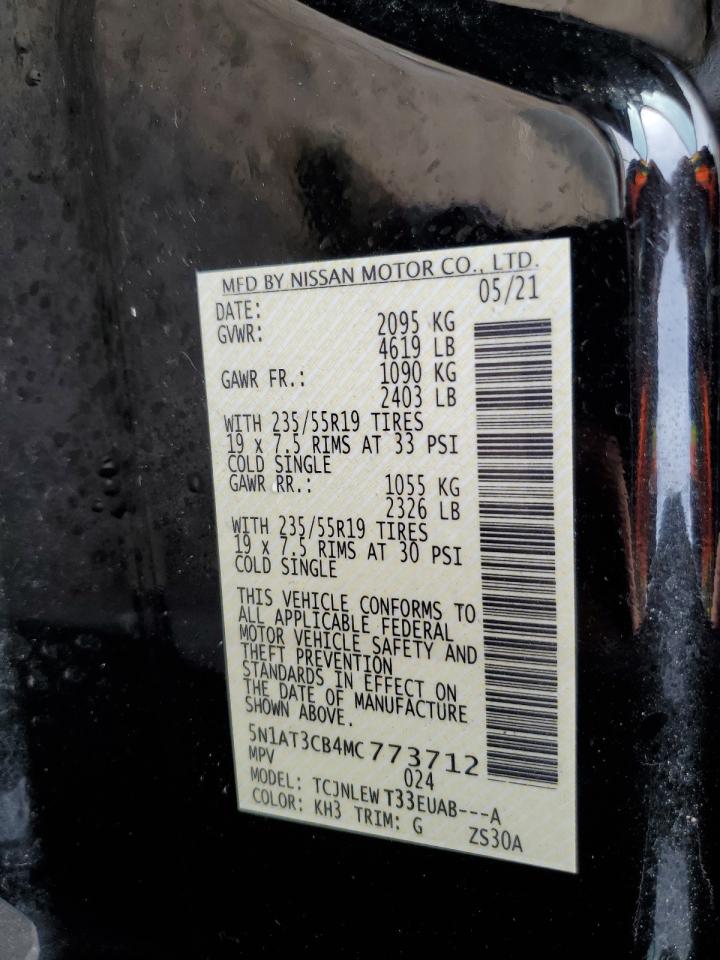 MFD BY NISSAN MOTOR CO., LTD.
DATE: 05/21
GVWR: 2095 KG
4619 LB
GAWR FR.: 1090 KG
2403 LB
WITH 235/55R19 TIRES
19 x 7.5 RIMS AT 33 PSI
COLD SINGLE
GAWR RR.: 1055 KG
2326 LB
WITH 235/55R19 TIRES
19 x 7.5 RIMS AT 30 PSI
COLD SINGLE
THIS VEHICLE CONFORMS TO
ALL APPLICABLE FEDERAL
MOTOR VEHICLE SAFETY AND
THEFT PREVENTION
STANDARDS IN EFFECT ON
THE DATE OF MANUFACTURE
SHOWN ABOVE.
5N1AT3CB4MC773712
MPV 024
MODEL: TCJNLEW T33EUAB---A
COLOR: KH3 TRIM: G ZS30A